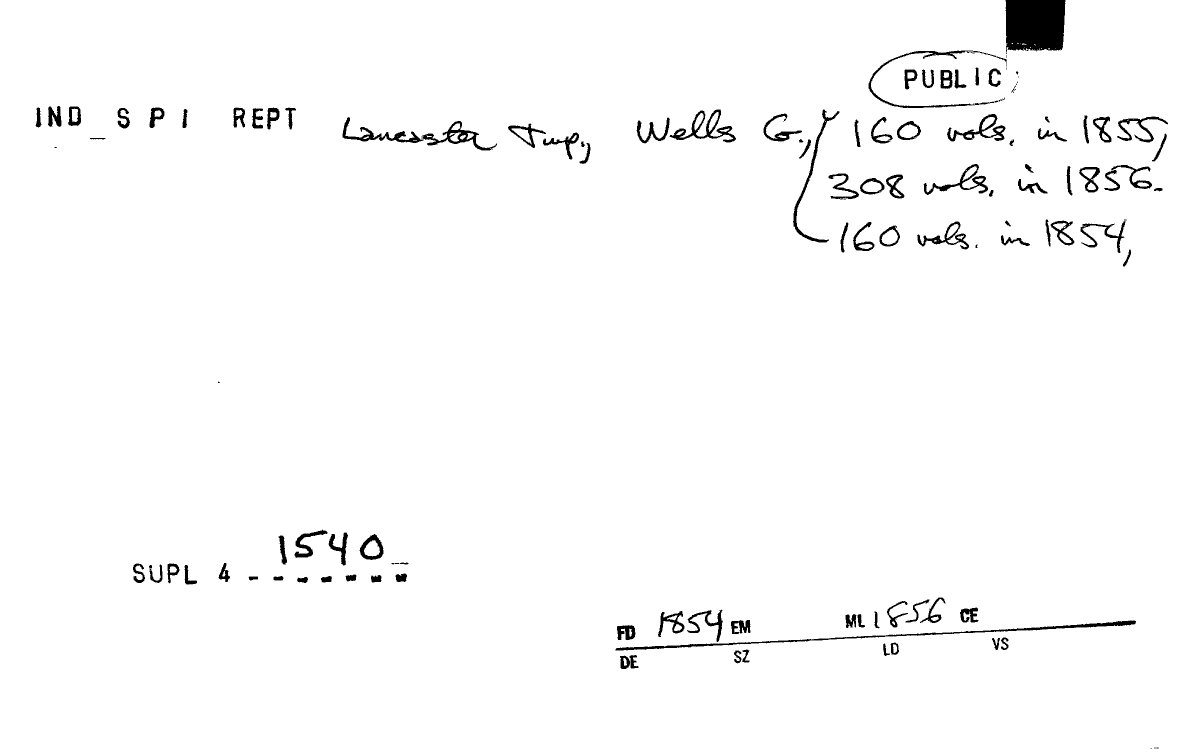 PUBLIC
IND S P I REPT Lancaster Twp., Wells Co., 160 vols. in 1855,
308 vols. in 1856.
160 vols. in 1854,
1540
SUPL 4 - - - - - - -
FD 1854 EM ML 1856 CE
DE SZ LD VS